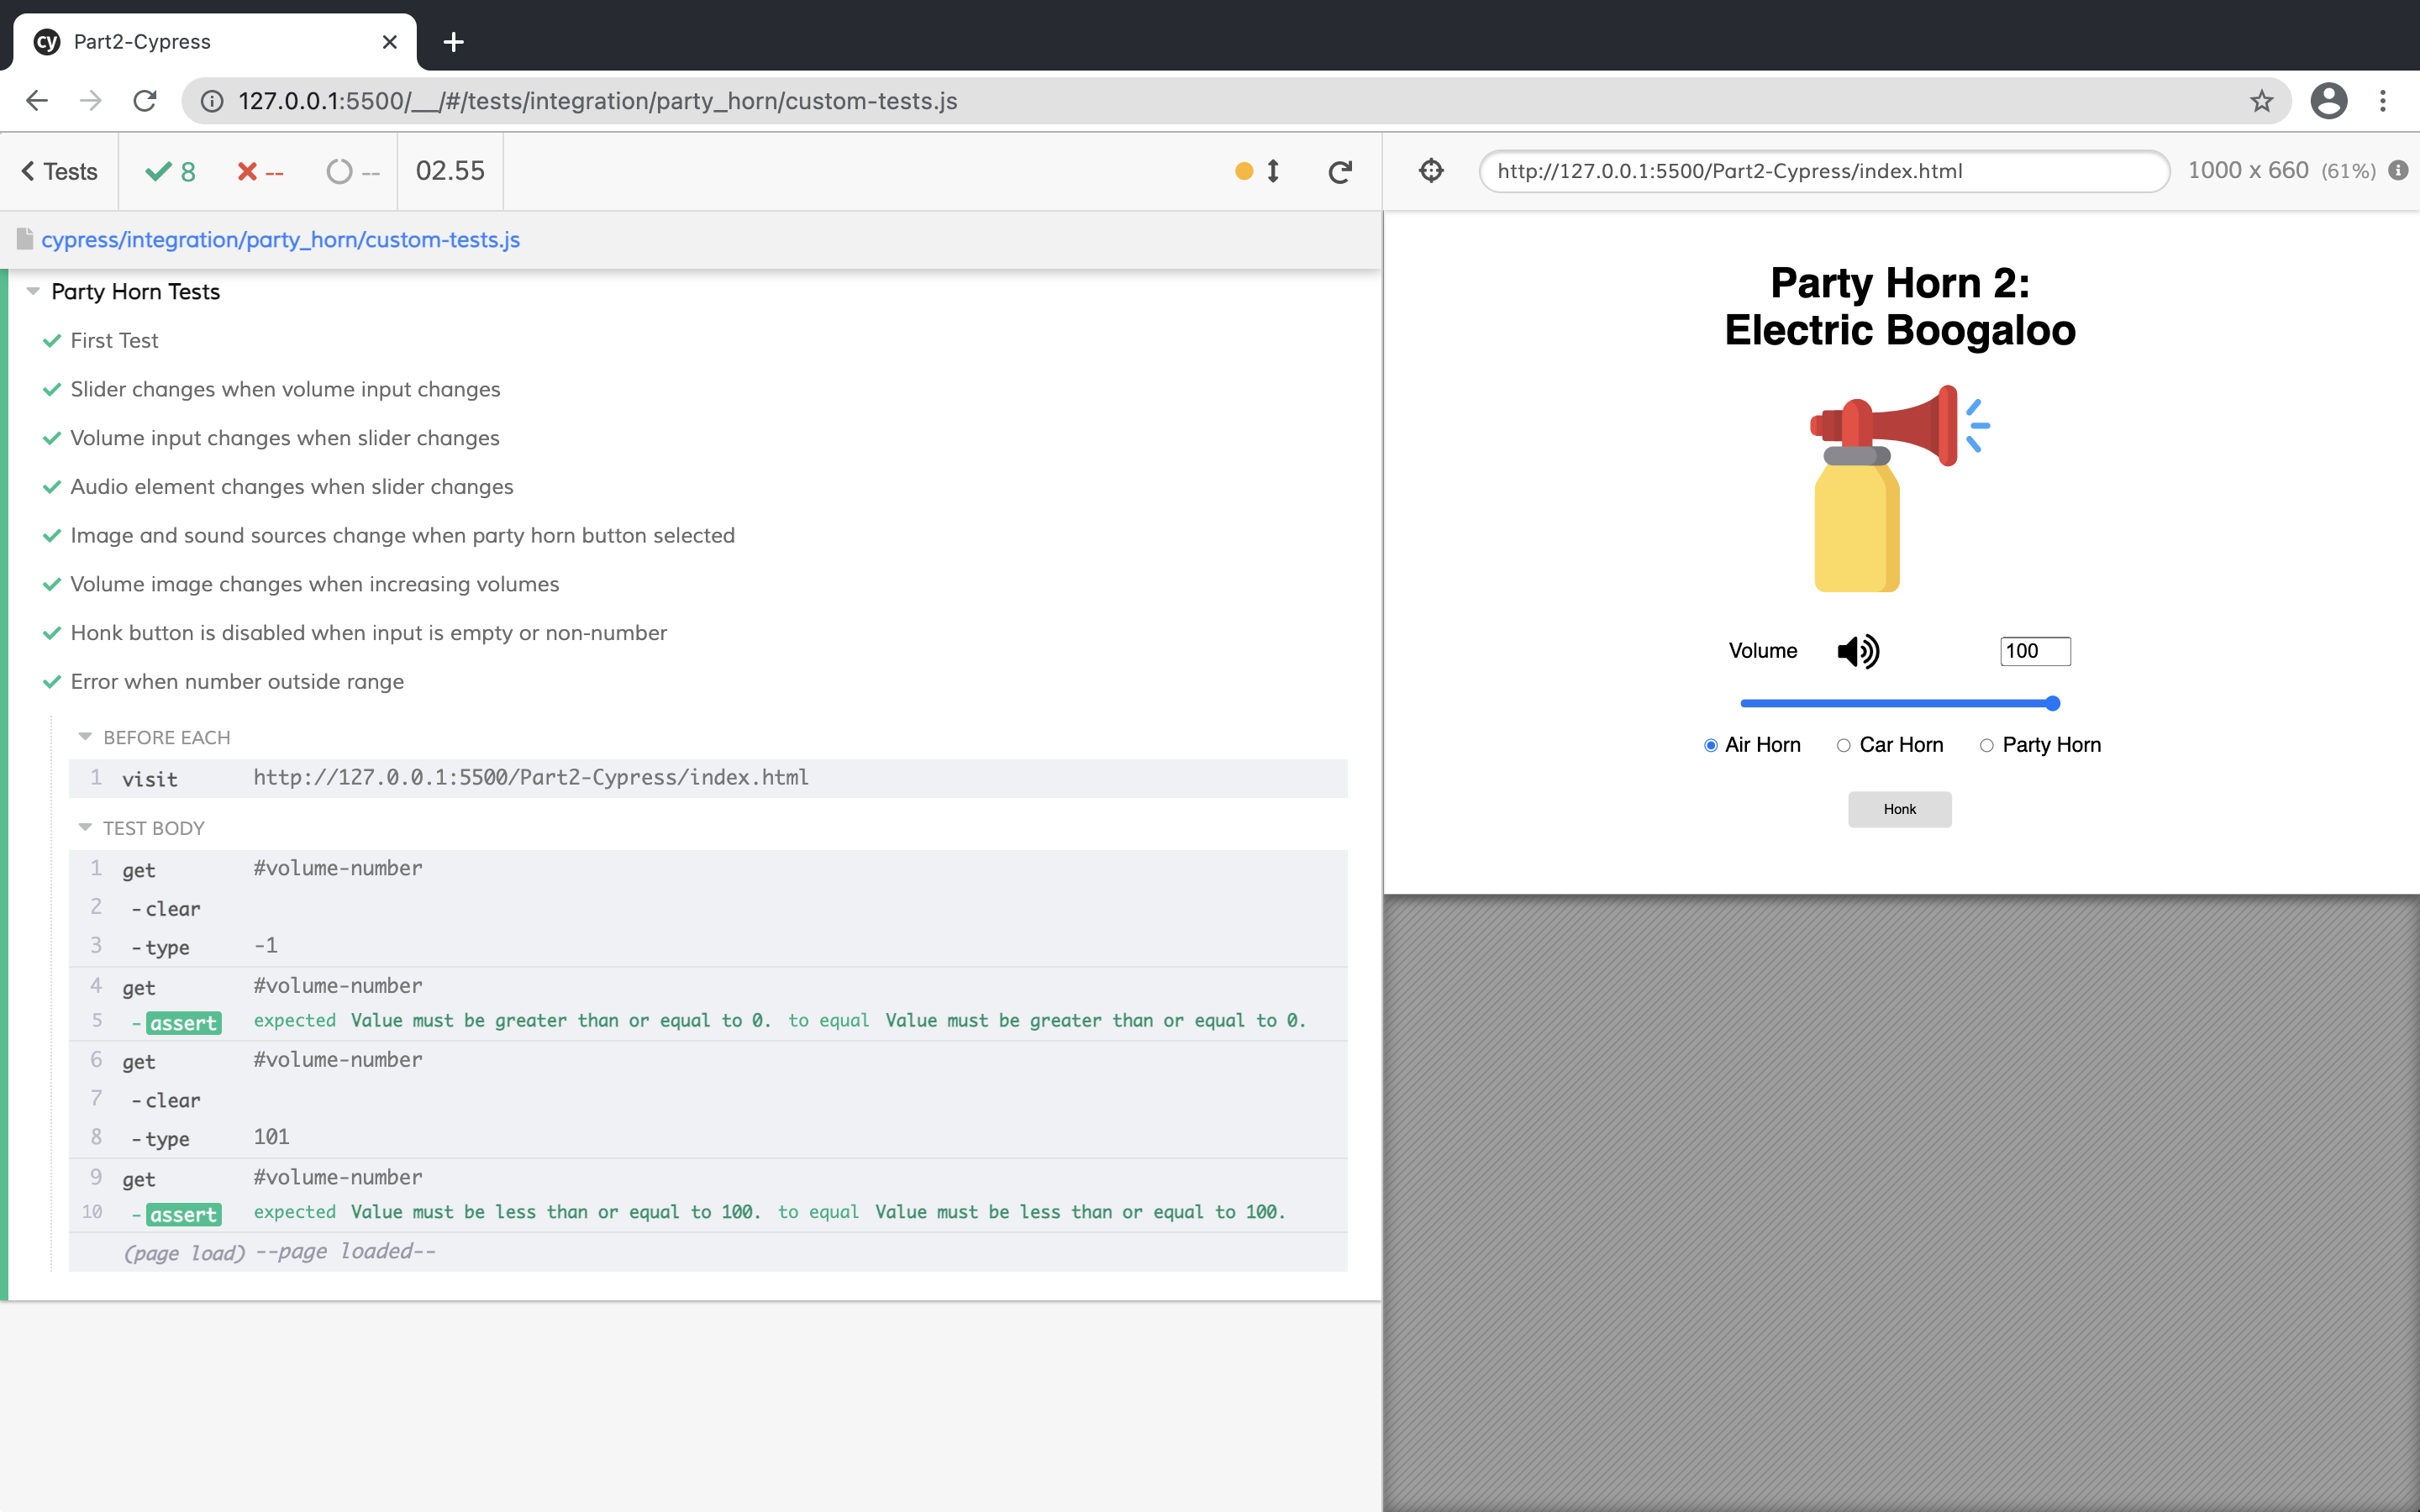 cy Part2-Cypress
127.0.0.1:5500/__/#/tests/integration/party_horn/custom-tests.js
Tests 8 -- -- 02.55
http://127.0.0.1:5500/Part2-Cypress/index.html 1000 x 660 (61%)
cypress/integration/party_horn/custom-tests.js
Party Horn Tests
First Test
Slider changes when volume input changes
Volume input changes when slider changes
Audio element changes when slider changes
Image and sound sources change when party horn button selected
Volume image changes when increasing volumes
Honk button is disabled when input is empty or non-number
Error when number outside range
BEFORE EACH
1 visit http://127.0.0.1:5500/Part2-Cypress/index.html
TEST BODY
1 get #volume-number
2 -clear
3 -type -1
4 get #volume-number
5 -assert expected Value must be greater than or equal to 0. to equal Value must be greater than or equal to 0.
6 get #volume-number
7 -clear
8 -type 101
9 get #volume-number
10 -assert expected Value must be less than or equal to 100. to equal Value must be less than or equal to 100.
(page load) --page loaded--
Party Horn 2:
Electric Boogaloo
Volume 100
Air Horn Car Horn Party Horn
Honk